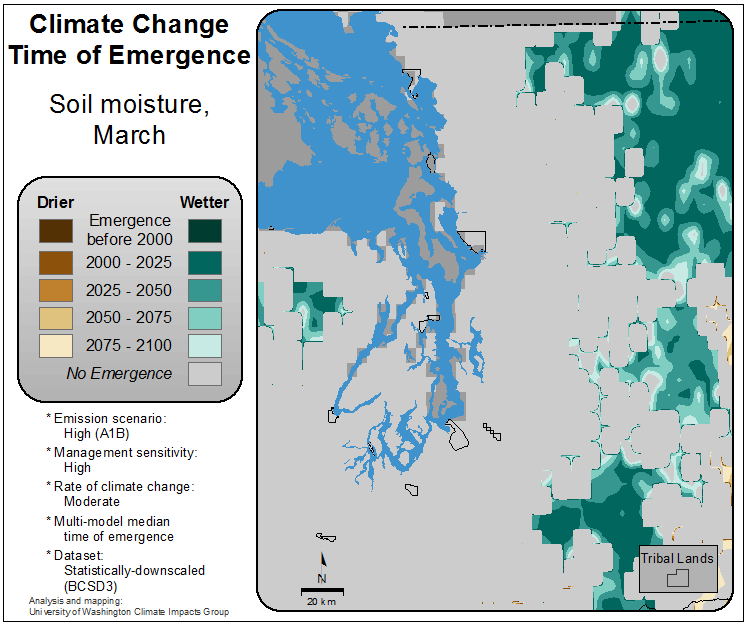 Climate Change
Time of Emergence
Soil moisture,
March
Drier Wetter
Emergence
before 2000
2000 - 2025
2025 - 2050
2050 - 2075
2075 - 2100
No Emergence
* Emission scenario:
High (A1B)
* Management sensitivity:
High
* Rate of climate change:
Moderate
* Multi-model median
time of emergence
* Dataset:
Statistically-downscaled
(BCSD3)
Analysis and mapping:
University of Washington Climate Impacts Group
N
20 km
Tribal Lands